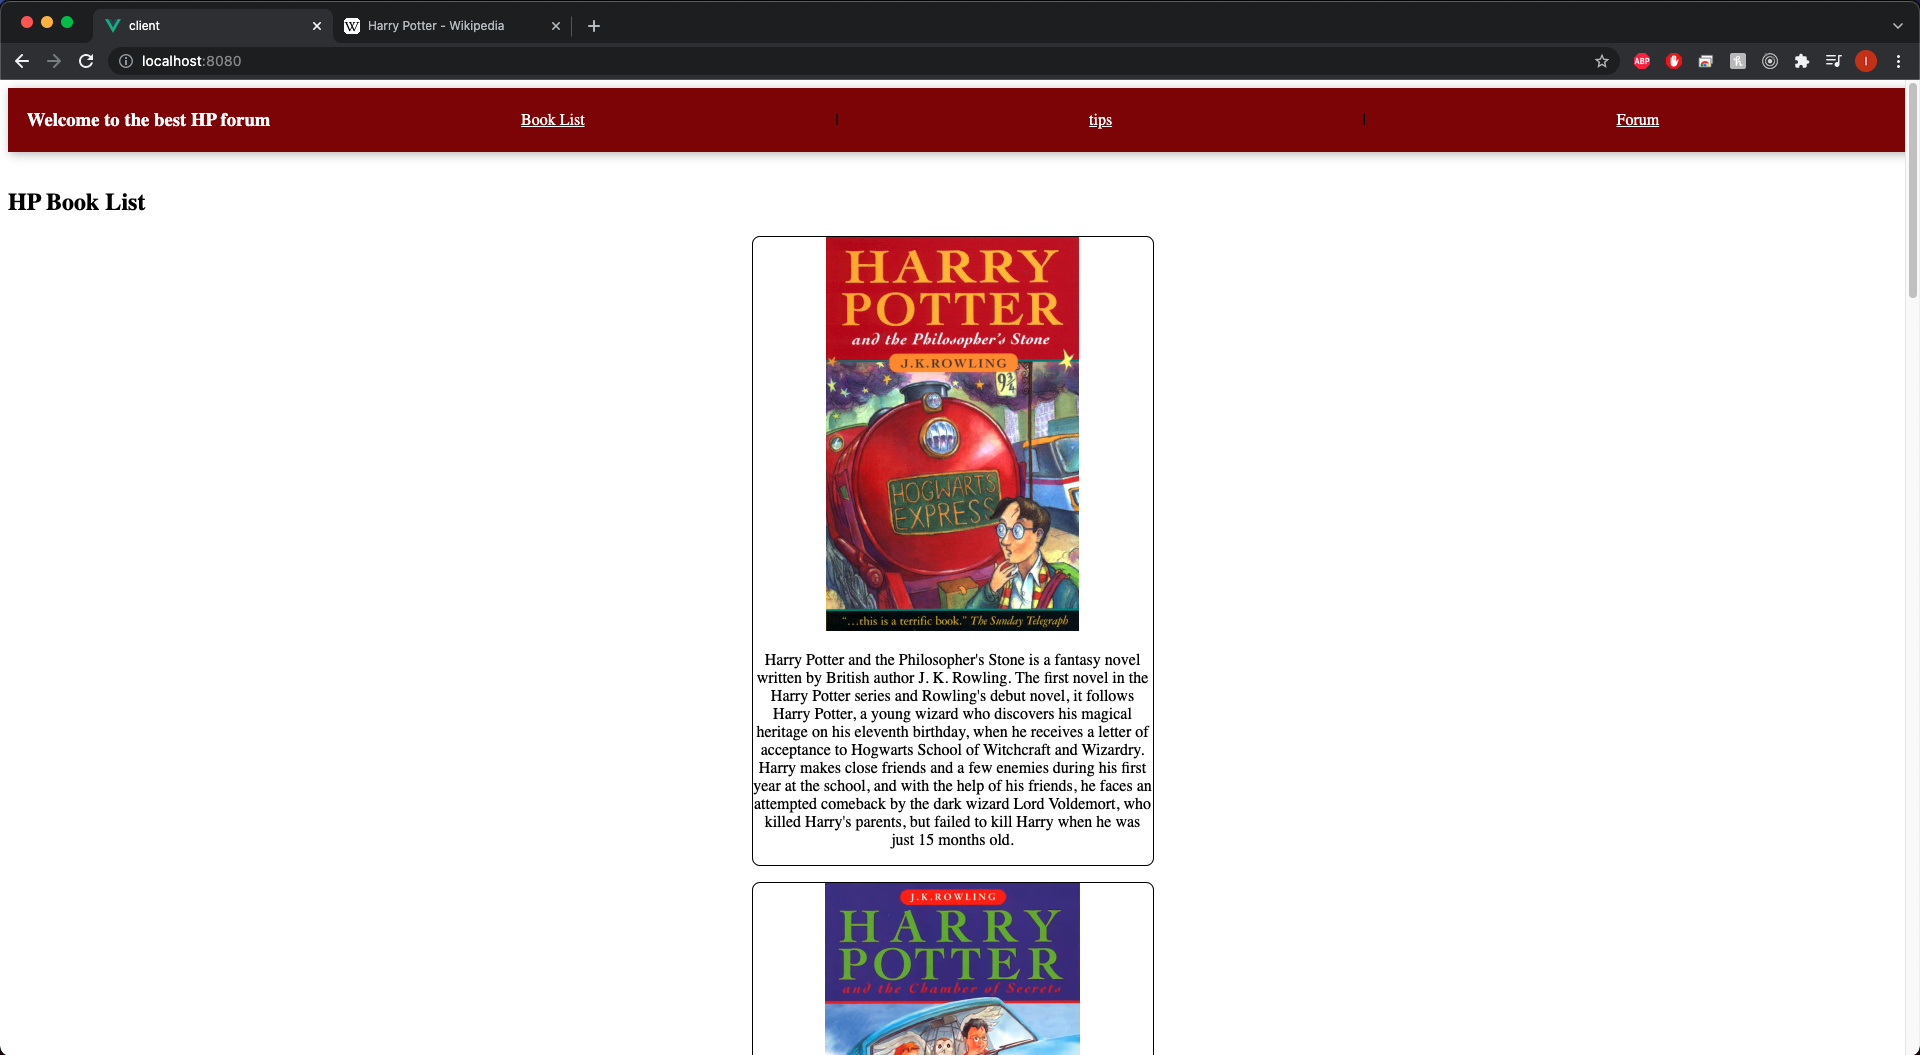 client
Harry Potter - Wikipedia
localhost:8080
ABP
I
Welcome to the best HP forum
Book List
|
tips
|
Forum
HP Book List
HARRY
POTTER
and the Philosopher's Stone
J.K.ROWLING
9¾
HOGWARTS
EXPRESS
"...this is a terrific book." The Sunday Telegraph
Harry Potter and the Philosopher's Stone is a fantasy novel
written by British author J. K. Rowling. The first novel in the
Harry Potter series and Rowling's debut novel, it follows
Harry Potter, a young wizard who discovers his magical
heritage on his eleventh birthday, when he receives a letter of
acceptance to Hogwarts School of Witchcraft and Wizardry.
Harry makes close friends and a few enemies during his first
year at the school, and with the help of his friends, he faces an
attempted comeback by the dark wizard Lord Voldemort, who
killed Harry's parents, but failed to kill Harry when he was
just 15 months old.
J.K.ROWLING
HARRY
POTTER
and the Chamber of Secrets